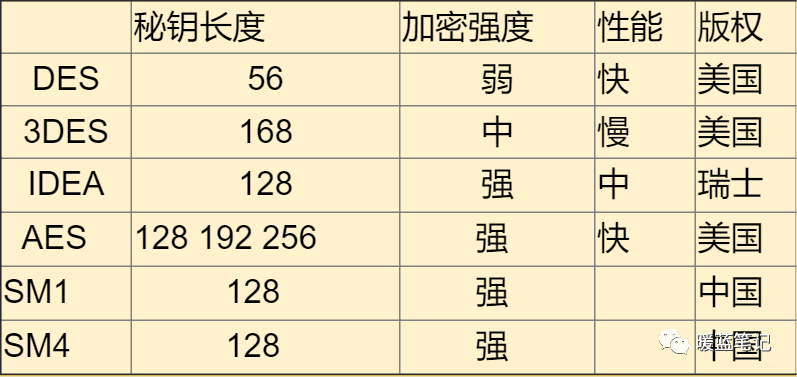 秘钥长度 加密强度 性能 版权
DES 56 弱 快 美国
3DES 168 中 慢 美国
IDEA 128 强 中 瑞士
AES 128 192 256 强 快 美国
SM1 128 强 中国
SM4 128 强 中国
暖蓝笔记